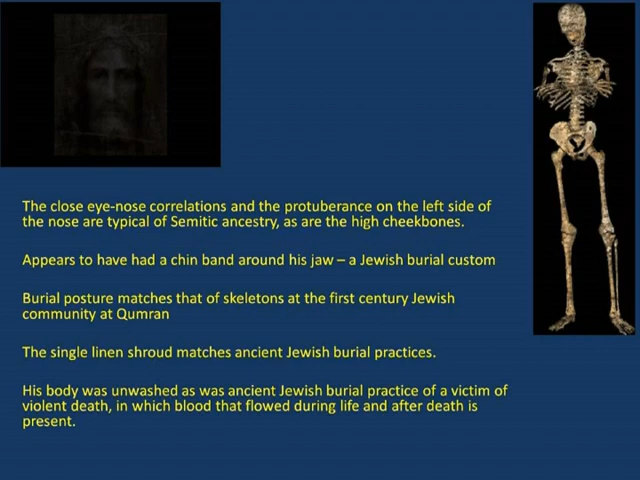 The close eye-nose correlations and the protuberance on the left side of
the nose are typical of Semitic ancestry, as are the high cheekbones.
Appears to have had a chin band around his jaw – a Jewish burial custom
Burial posture matches that of skeletons at the first century Jewish
community at Qumran
The single linen shroud matches ancient Jewish burial practices.
His body was unwashed as was ancient Jewish burial practice of a victim of
violent death, in which blood that flowed during life and after death is
present.